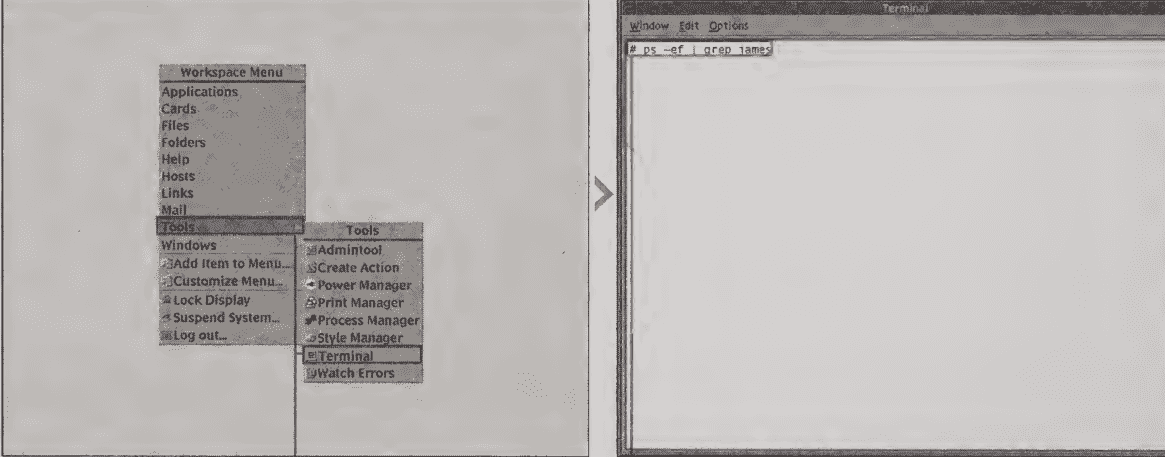 Workspace Menu
Applications
Cards
Files
Folders
Help
Hosts
Links
Mail
Tools
Windows
Add Item to Menu...
Customize Menu...
Lock Display
Suspend System...
Log out...
Tools
Admintool
Create Action
Power Manager
Print Manager
Process Manager
Style Manager
Terminal
Watch Errors
Terminal
Window Edit Options
# ps -ef | grep james